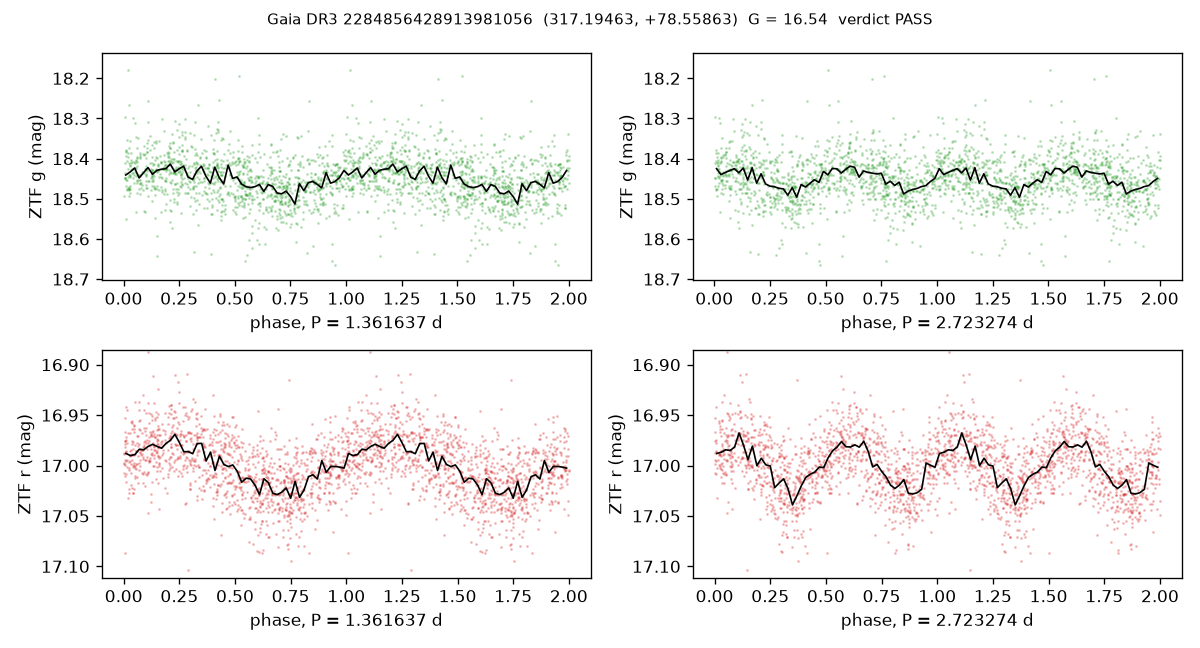 Gaia DR3 2284856428913981056 (317.19463, +78.55863) G = 16.54 verdict PASS
ZTF g (mag)
18.2
18.3
18.4
18.5
18.6
18.7
0.00 0.25 0.50 0.75 1.00 1.25 1.50 1.75 2.00
phase, P = 1.361637 d
ZTF g (mag)
18.2
18.3
18.4
18.5
18.6
18.7
0.00 0.25 0.50 0.75 1.00 1.25 1.50 1.75 2.00
phase, P = 2.723274 d
ZTF r (mag)
16.90
16.95
17.00
17.05
17.10
0.00 0.25 0.50 0.75 1.00 1.25 1.50 1.75 2.00
phase, P = 1.361637 d
ZTF r (mag)
16.90
16.95
17.00
17.05
17.10
0.00 0.25 0.50 0.75 1.00 1.25 1.50 1.75 2.00
phase, P = 2.723274 d